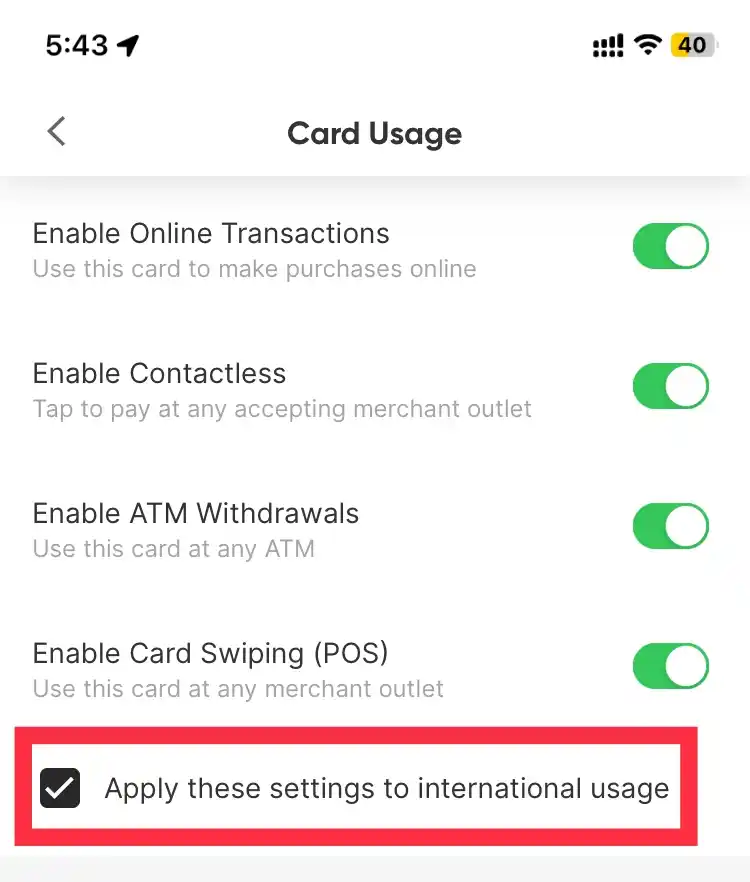 5:43
40
Card Usage
Enable Online Transactions
Use this card to make purchases online
Enable Contactless
Tap to pay at any accepting merchant outlet
Enable ATM Withdrawals
Use this card at any ATM
Enable Card Swiping (POS)
Use this card at any merchant outlet
Apply these settings to international usage